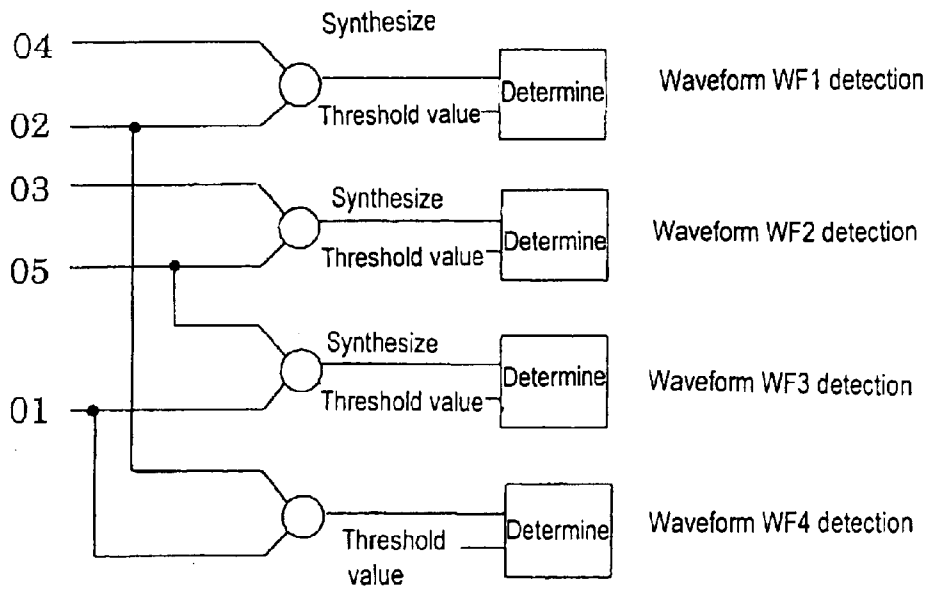 Synthesize
04
Determine
Waveform WF1 detection
Threshold value
02
03
Synthesize
Determine
Waveform WF2 detection
Threshold value
05
Synthesize
Determine
Waveform WF3 detection
Threshold value
01
Determine
Waveform WF4 detection
Threshold
value